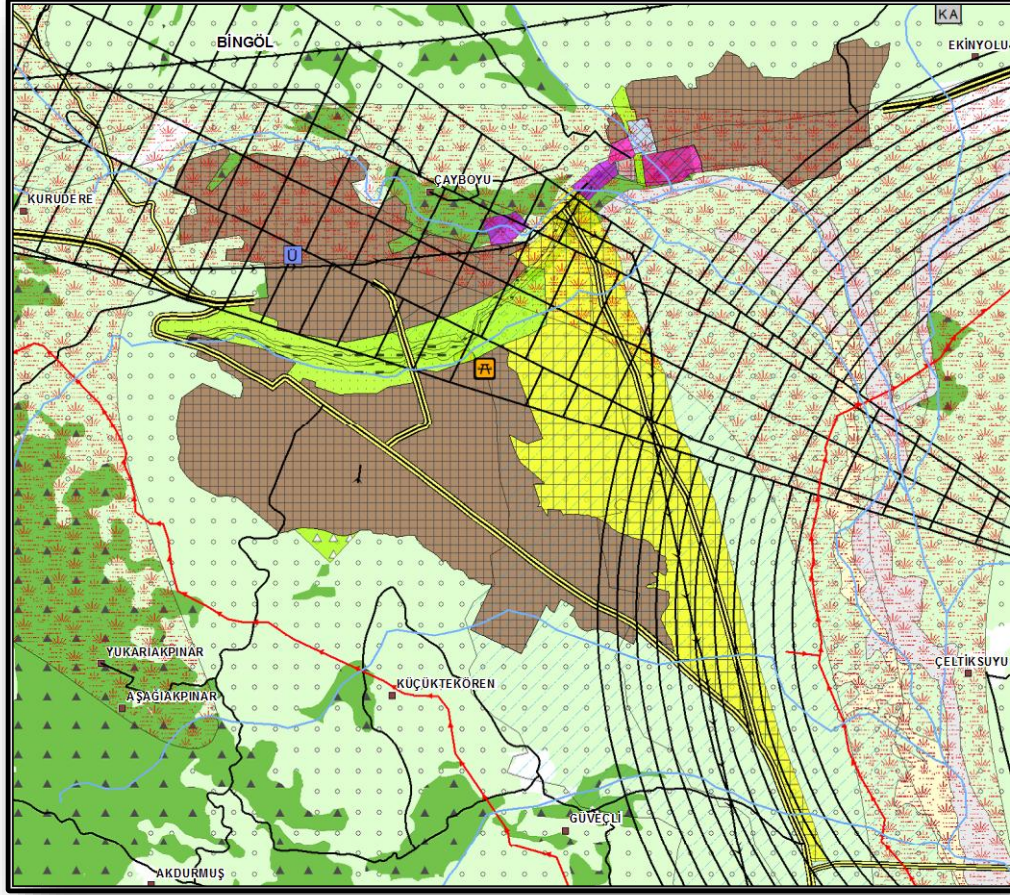 KA
BİNGÖL
EKİNYOLU
ÇAYBOYU
KURUDERE
Ü
YUKARIAKPINAR
ÇELTİKSUYU
KÜÇÜKTEKÖREN
AŞAĞIAKPINAR
GÜVEÇLİ
AKDURMUŞ